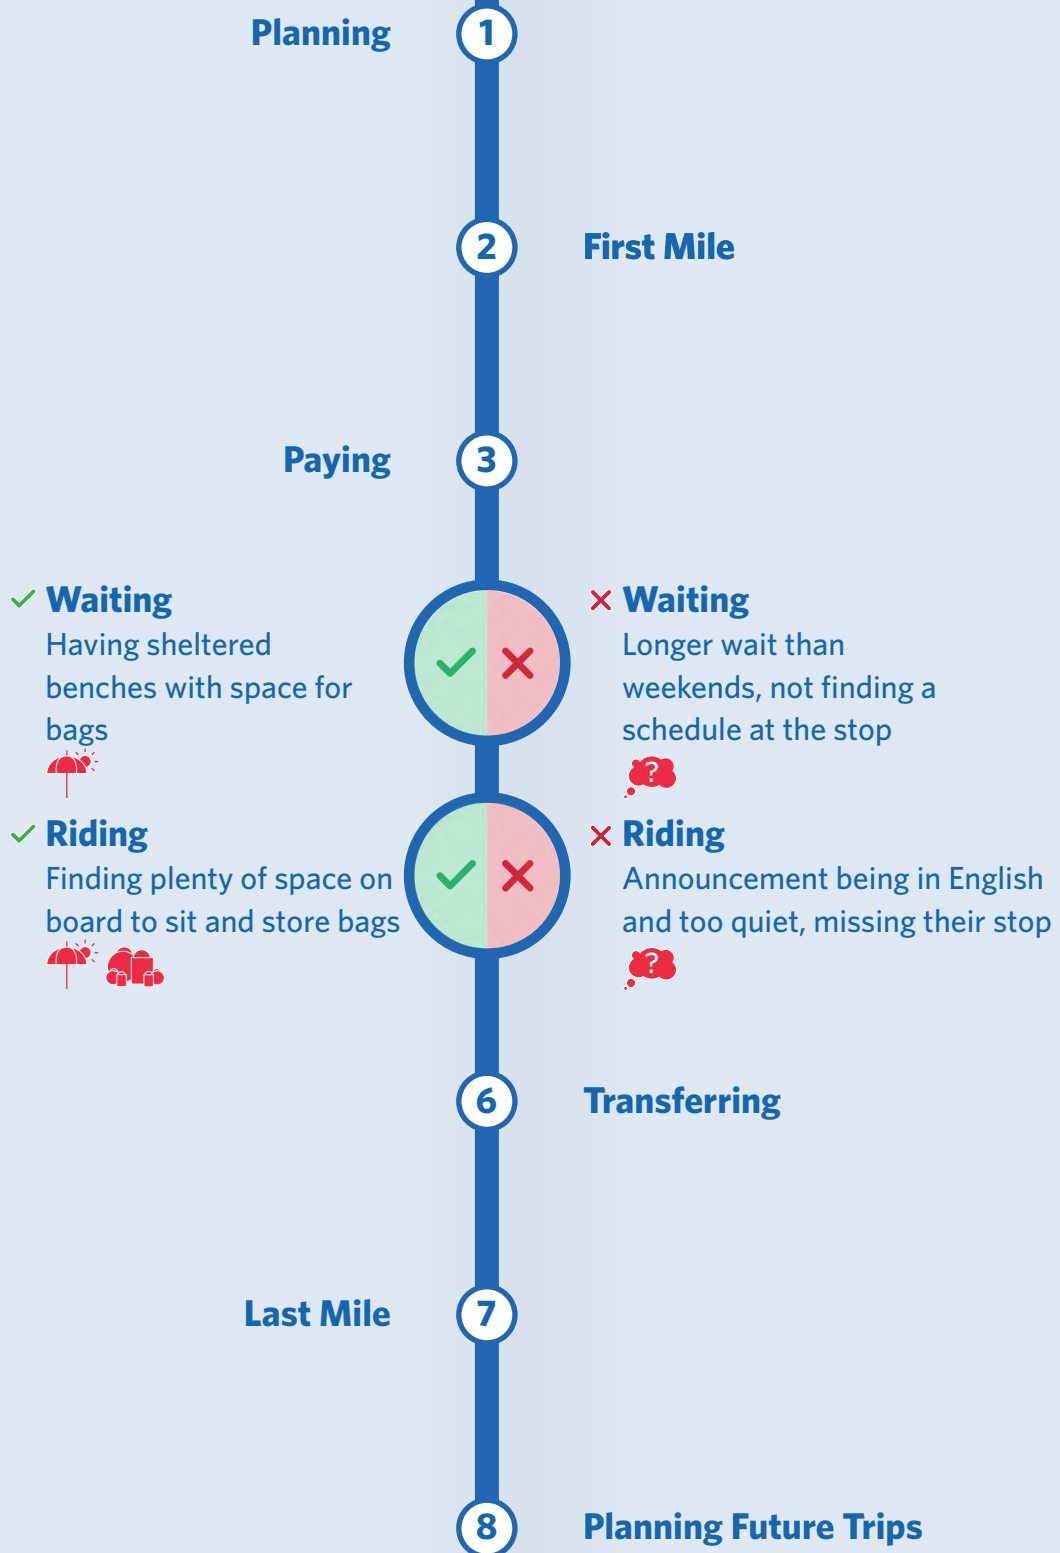 Planning
1
2
First Mile
Paying
3
Waiting
Having sheltered
benches with space for
bags
Waiting
Longer wait than
weekends, not finding a
schedule at the stop
?
Riding
Finding plenty of space on
board to sit and store bags
Riding
Announcement being in English
and too quiet, missing their stop
?
6
Transferring
Last Mile
7
8
Planning Future Trips